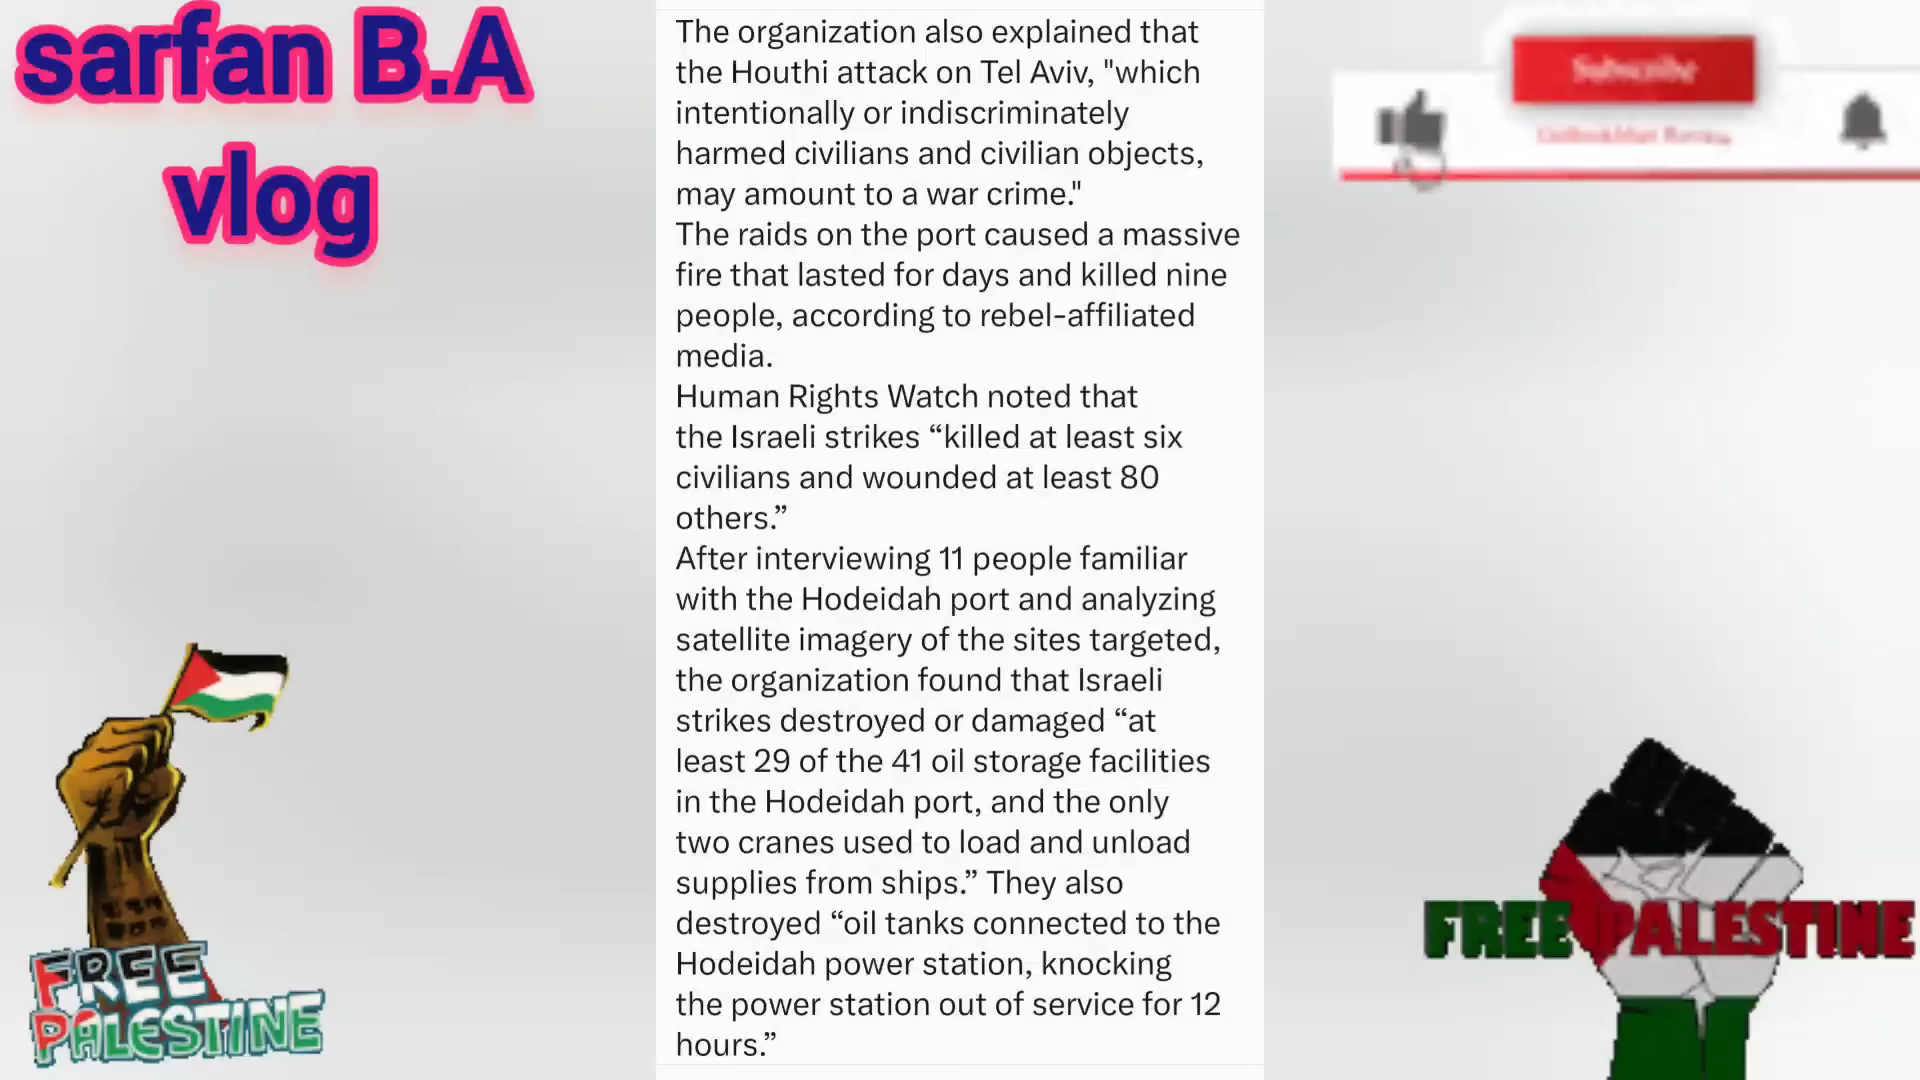 sarfan B.A
vlog
The organization also explained that
the Houthi attack on Tel Aviv, "which
intentionally or indiscriminately
harmed civilians and civilian objects,
may amount to a war crime."
The raids on the port caused a massive
fire that lasted for days and killed nine
people, according to rebel-affiliated
media.
Human Rights Watch noted that
the Israeli strikes “killed at least six
civilians and wounded at least 80
others.”
After interviewing 11 people familiar
with the Hodeidah port and analyzing
satellite imagery of the sites targeted,
the organization found that Israeli
strikes destroyed or damaged “at
least 29 of the 41 oil storage facilities
in the Hodeidah port, and the only
two cranes used to load and unload
supplies from ships.” They also
destroyed “oil tanks connected to the
Hodeidah power station, knocking
the power station out of service for 12
hours.”
Subscribe
FREE
PALESTINE
FREE PALESTINE